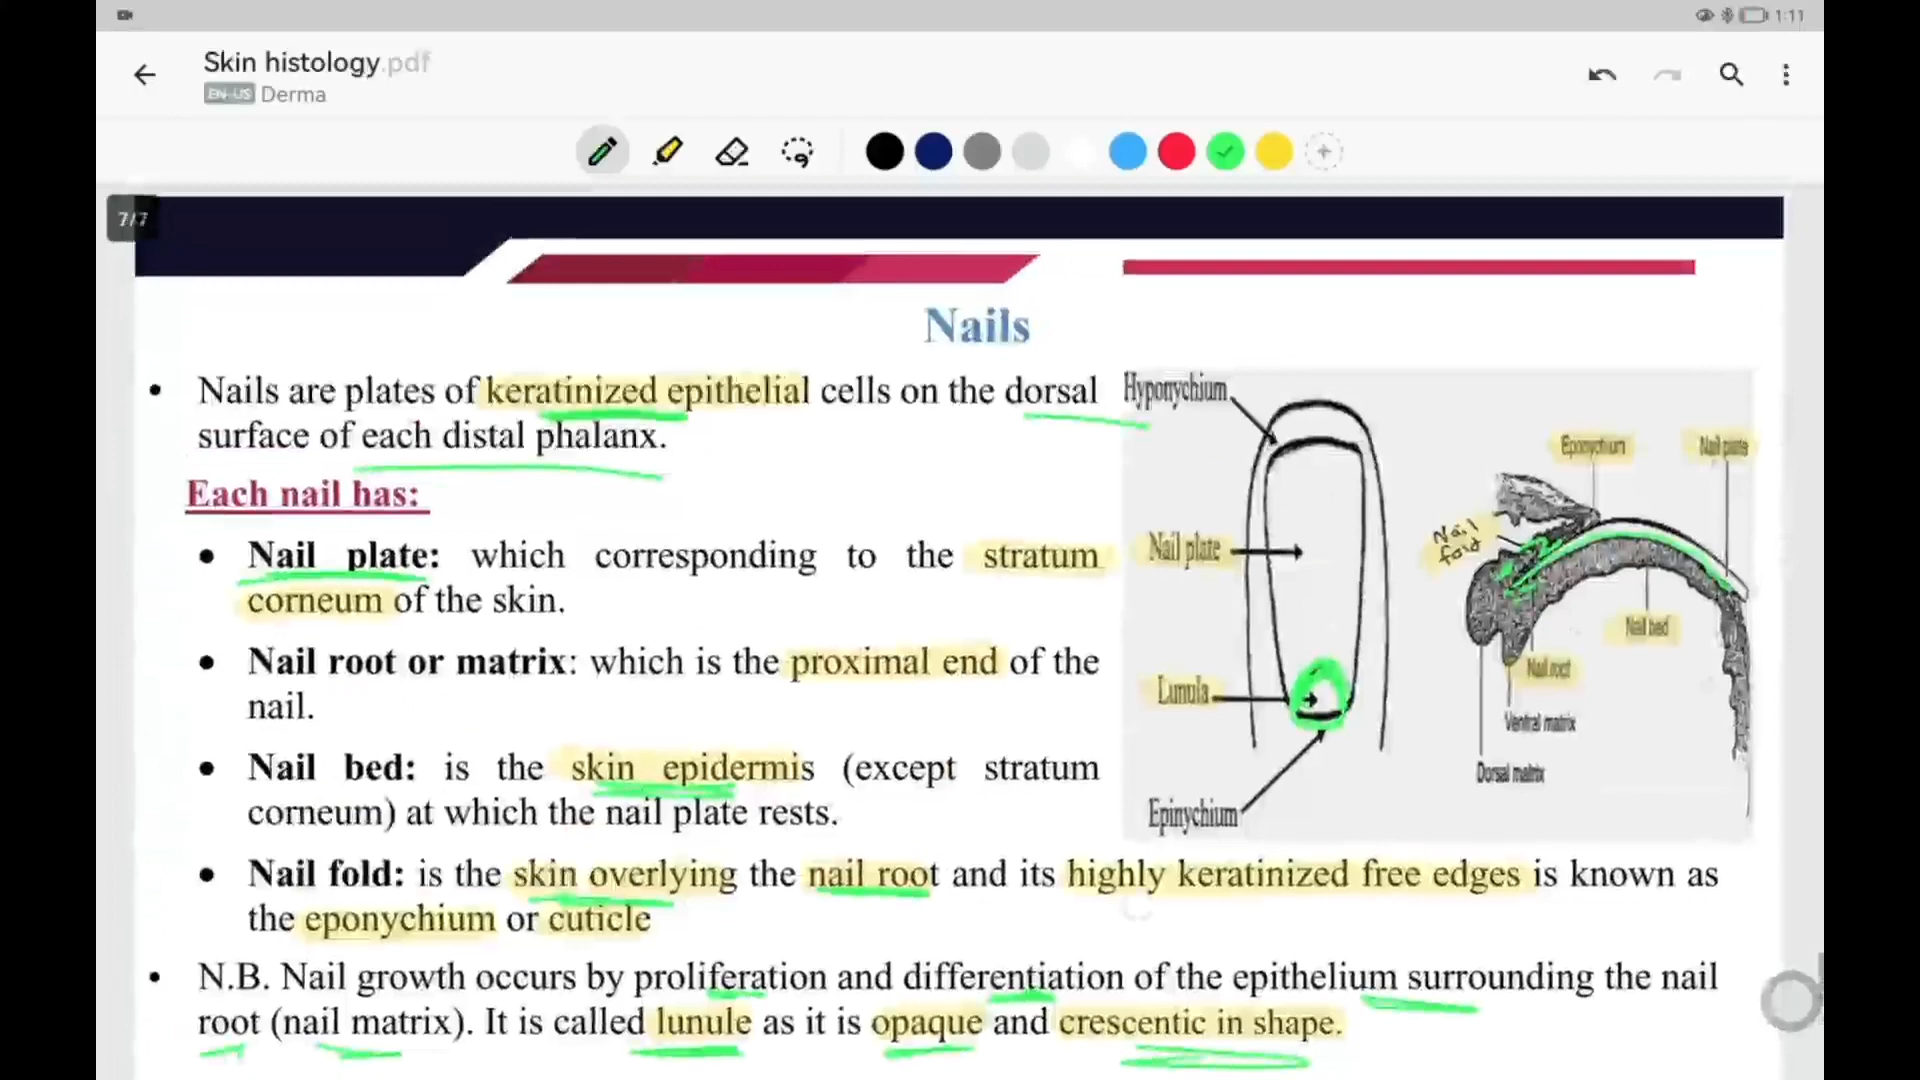 1:11
Skin histology.pdf
EN-US Derma
7/7
Nails
• Nails are plates of keratinized epithelial cells on the dorsal
surface of each distal phalanx.
Each nail has:
• Nail plate: which corresponding to the stratum
corneum of the skin.
• Nail root or matrix: which is the proximal end of the
nail.
• Nail bed: is the skin epidermis (except stratum
corneum) at which the nail plate rests.
• Nail fold: is the skin overlying the nail root and its highly keratinized free edges is known as
the eponychium or cuticle
• N.B. Nail growth occurs by proliferation and differentiation of the epithelium surrounding the nail
root (nail matrix). It is called lunule as it is opaque and crescentic in shape.
Hyponychium
Nail plate
Lunula
Epinychium
Eponychium
Nail plate
Nail
fold
Nail bed
Nail root
Ventral matrix
Dorsal matrix